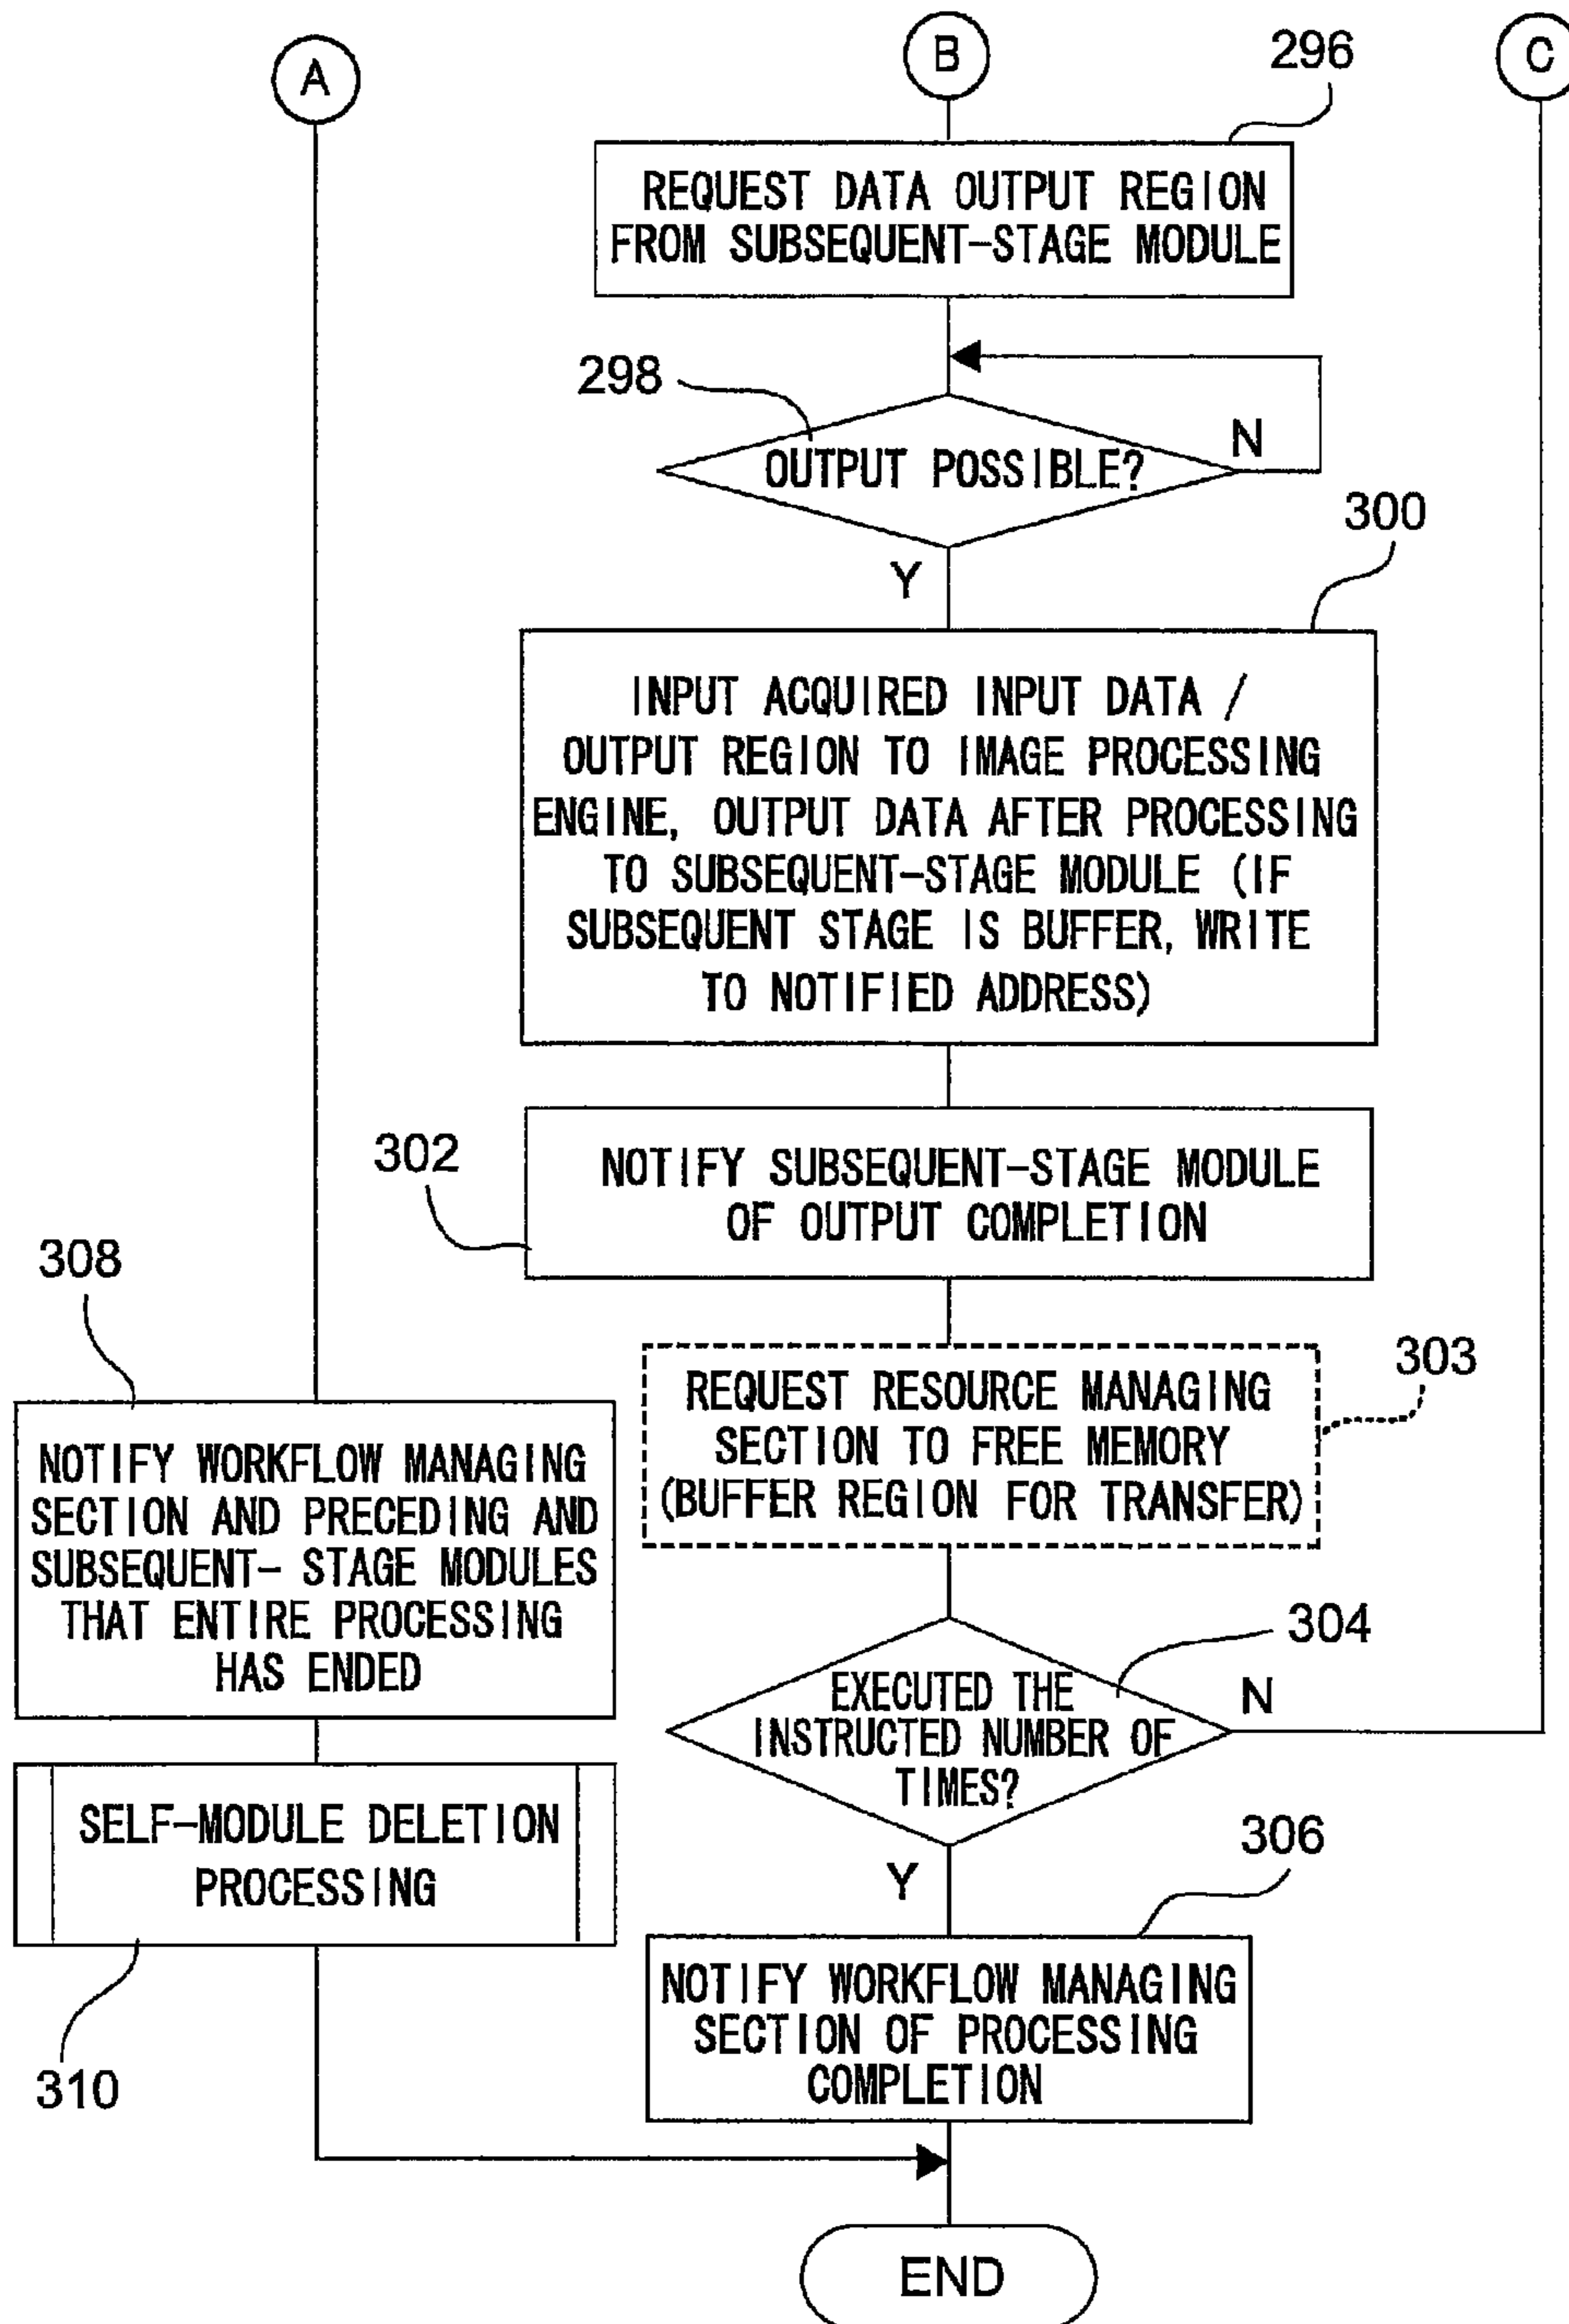 A
B
C
296
REQUEST DATA OUTPUT REGION
FROM SUBSEQUENT-STAGE MODULE
298
OUTPUT POSSIBLE?
N
Y
300
INPUT ACQUIRED INPUT DATA /
OUTPUT REGION TO IMAGE PROCESSING
ENGINE, OUTPUT DATA AFTER PROCESSING
TO SUBSEQUENT-STAGE MODULE (IF
SUBSEQUENT STAGE IS BUFFER, WRITE
TO NOTIFIED ADDRESS)
302
NOTIFY SUBSEQUENT-STAGE MODULE
OF OUTPUT COMPLETION
303
REQUEST RESOURCE MANAGING
SECTION TO FREE MEMORY
(BUFFER REGION FOR TRANSFER)
304
EXECUTED THE
INSTRUCTED NUMBER OF
TIMES?
N
Y
306
NOTIFY WORKFLOW MANAGING
SECTION OF PROCESSING
COMPLETION
308
NOTIFY WORKFLOW MANAGING
SECTION AND PRECEDING AND
SUBSEQUENT- STAGE MODULES
THAT ENTIRE PROCESSING
HAS ENDED
SELF-MODULE DELETION
PROCESSING
310
END